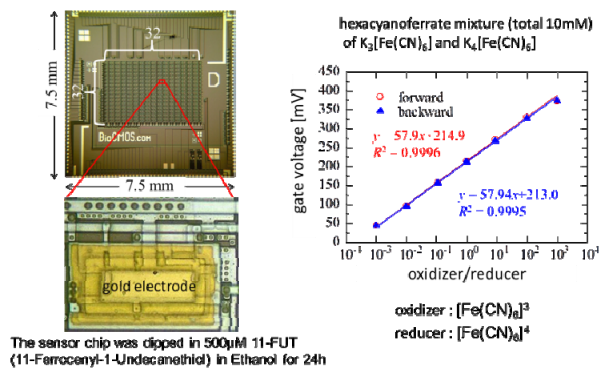 32
32
D
BioCMOS.com
7.5 mm
7.5 mm
gold electrode
The sensor chip was dipped in 500µM 11-FUT
(11-Ferrocenyl-1-Undecanethiol) in Ethanol for 24h
hexacyanoferrate mixture (total 10mM)
of K3[Fe(CN)6] and K4[Fe(CN)6]
gate voltage [mV]
450
400
350
300
250
200
150
100
50
0
forward
backward
y = 57.9x+214.9
R² = 0.9996
y = 57.94x+213.0
R² = 0.9995
10-5 10-3 10-2 10-1 100 101 102 103 105
oxidizer/reducer
oxidizer : [Fe(CN)6]3
reducer : [Fe(CN)6]4